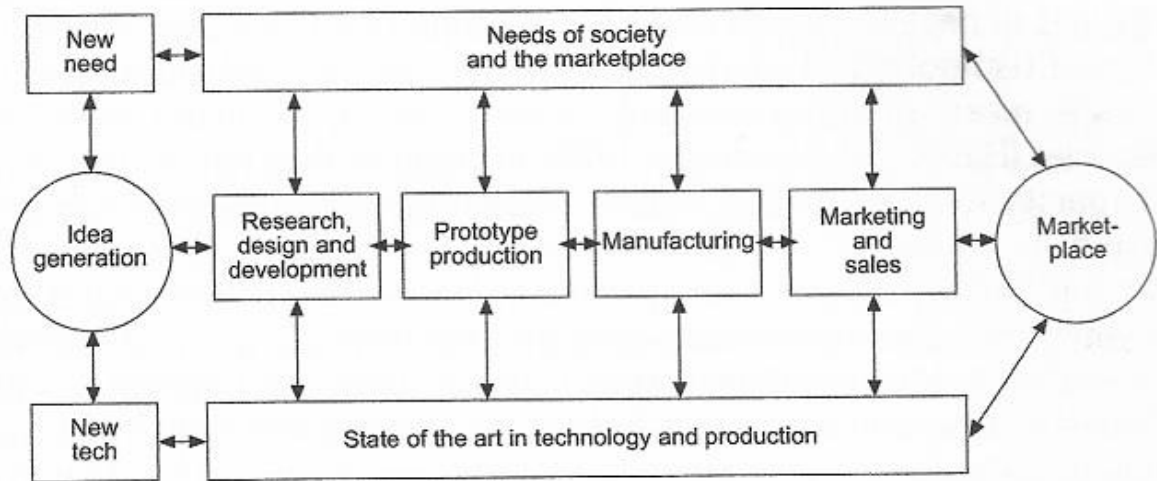 New
need
Needs of society
and the marketplace
Idea
generation
Research,
design and
development
Prototype
production
Manufacturing
Marketing
and
sales
Market-
place
New
tech
State of the art in technology and production